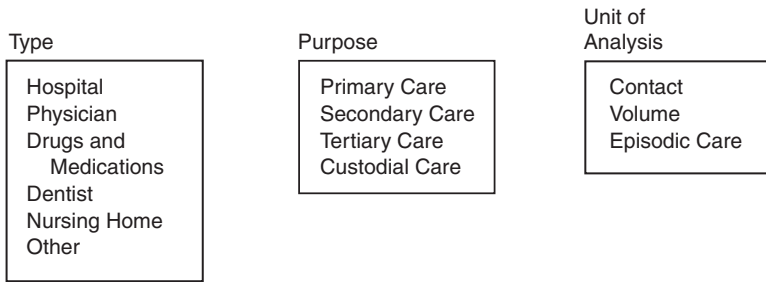 Type
Hospital
Physician
Drugs and
Medications
Dentist
Nursing Home
Other
Purpose
Primary Care
Secondary Care
Tertiary Care
Custodial Care
Unit of
Analysis
Contact
Volume
Episodic Care